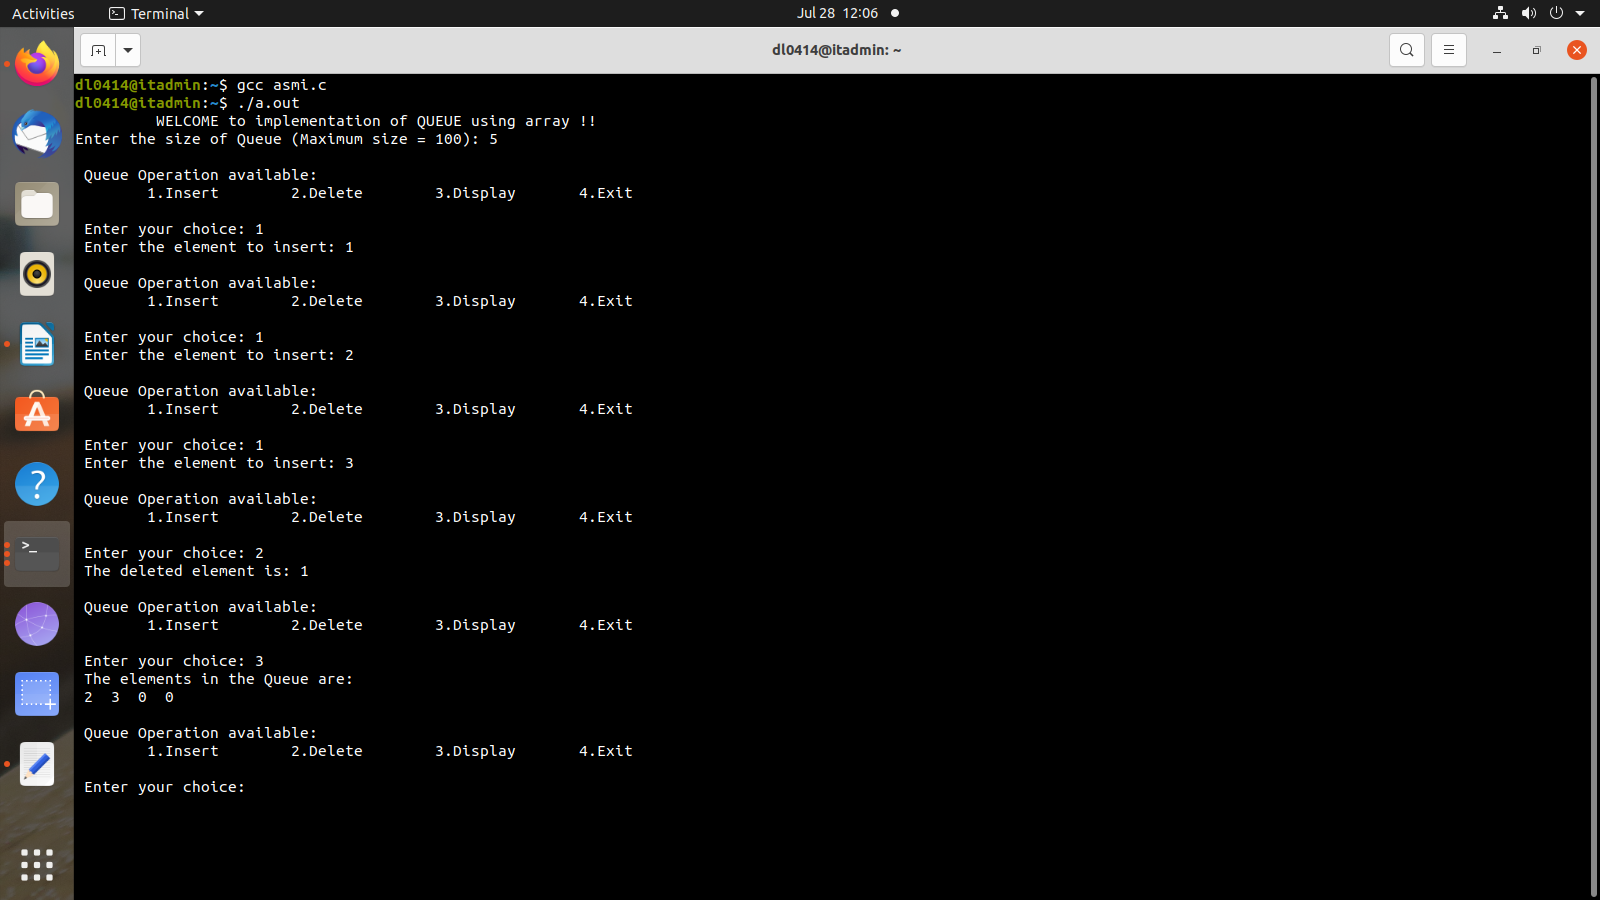 Activities Terminal Jul 28 12:06
dl0414@itadmin: ~
dl0414@itadmin:~$ gcc asmi.c
dl0414@itadmin:~$ ./a.out
WELCOME to implementation of QUEUE using array !!
Enter the size of Queue (Maximum size = 100): 5
Queue Operation available:
1.Insert 2.Delete 3.Display 4.Exit
Enter your choice: 1
Enter the element to insert: 1
Queue Operation available:
1.Insert 2.Delete 3.Display 4.Exit
Enter your choice: 1
Enter the element to insert: 2
Queue Operation available:
1.Insert 2.Delete 3.Display 4.Exit
Enter your choice: 1
Enter the element to insert: 3
Queue Operation available:
1.Insert 2.Delete 3.Display 4.Exit
Enter your choice: 2
The deleted element is: 1
Queue Operation available:
1.Insert 2.Delete 3.Display 4.Exit
Enter your choice: 3
The elements in the Queue are:
2 3 0 0
Queue Operation available:
1.Insert 2.Delete 3.Display 4.Exit
Enter your choice: